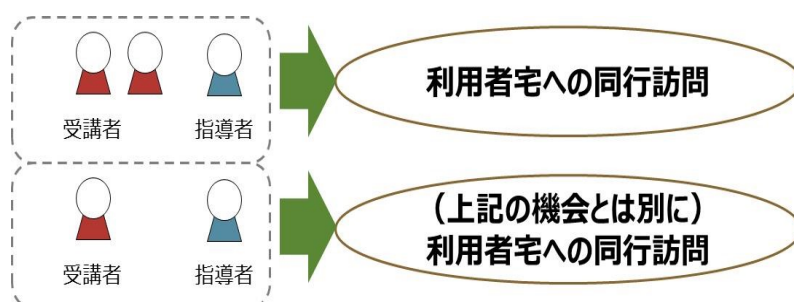 受講者 指導者
利用者宅への同行訪問
受講者 指導者
（上記の機会とは別に）
利用者宅への同行訪問